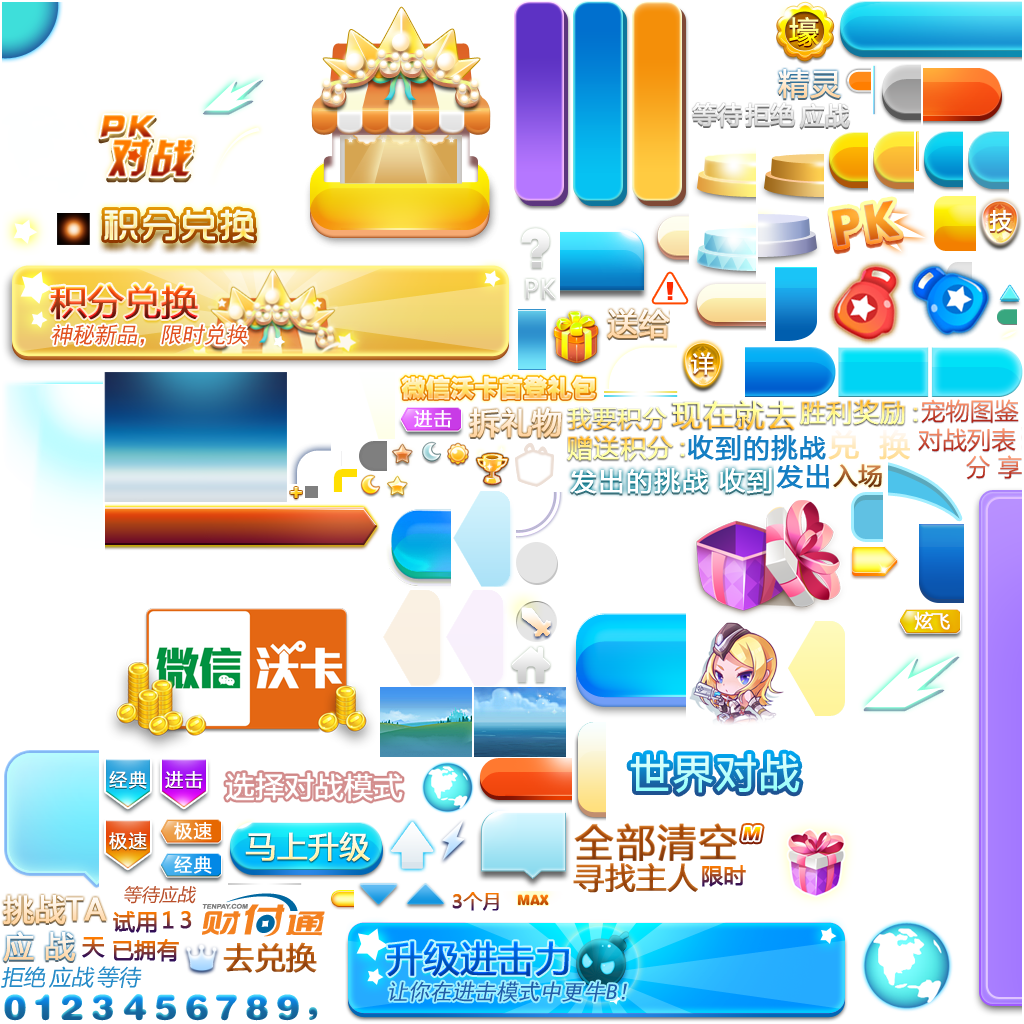 壕
精灵
等待 拒绝 应战
PK
对战
积分兑换
PK
技
?
PK
积分兑换
神秘新品，限时兑换
!
送给
详
微信沃卡首登礼包
进击
拆礼物
我要积分
现在就去
胜利奖励：
宠物图鉴
赠送积分：
收到的挑战
兑 换
对战列表
分 享
发出的挑战
收到
发出
入场
炫飞
微信
沃卡
世界对战
经典
进击
选择对战模式
极速
极速
经典
马上升级
全部清空
M
寻找主人
限时
挑战TA
等待应战
试用 1 3
TENPAY.COM
财付通
3个月
MAX
应 战
天
已拥有
去兑换
拒绝 应战 等待
升级进击力
让你在进击模式中更牛B!
0123456789,